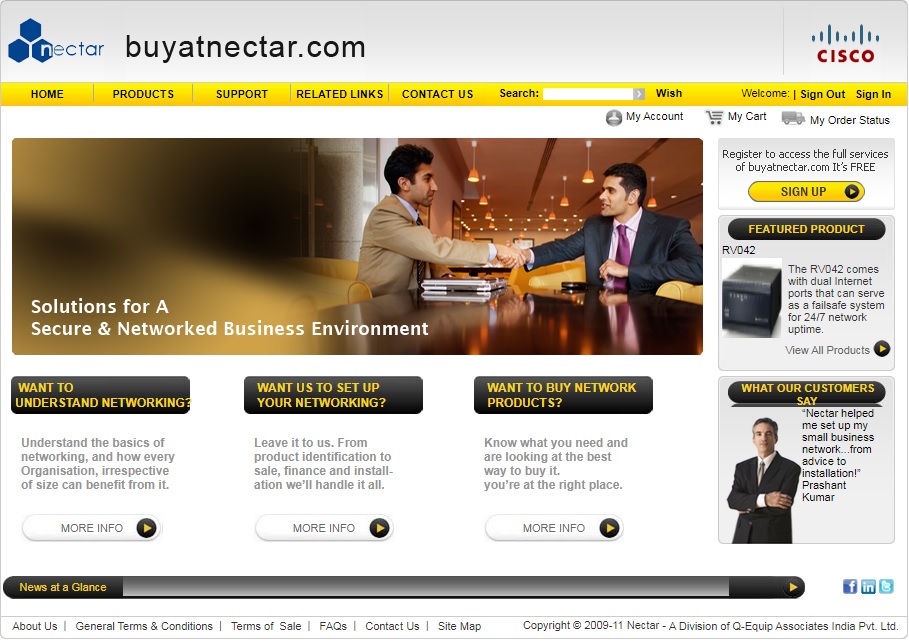 nectar buyatnectar.com
CISCO
HOME PRODUCTS SUPPORT RELATED LINKS CONTACT US Search: Wish Welcome: | Sign Out Sign In
My Account My Cart My Order Status
Solutions for A
Secure & Networked Business Environment
Register to access the full services
of buyatnectar.com It's FREE
SIGN UP
FEATURED PRODUCT
RV042
The RV042 comes
with dual Internet
ports that can serve
as a failsafe system
for 24/7 network
uptime.
View All Products
WANT TO
UNDERSTAND NETWORKING?
Understand the basics of
networking, and how every
Organisation, irrespective
of size can benefit from it.
MORE INFO
WANT US TO SET UP
YOUR NETWORKING?
Leave it to us. From
product identification to
sale, finance and install-
ation we'll handle it all.
MORE INFO
WANT TO BUY NETWORK
PRODUCTS?
Know what you need and
are looking at the best
way to buy it.
you're at the right place.
MORE INFO
WHAT OUR CUSTOMERS
SAY
“Nectar helped
me set up my
small business
network...from
advice to
installation!”
Prashant
Kumar
News at a Glance
About Us | General Terms & Conditions | Terms of Sale | FAQs | Contact Us | Site Map Copyright © 2009-11 Nectar - A Division of Q-Equip Associates India Pvt. Ltd.